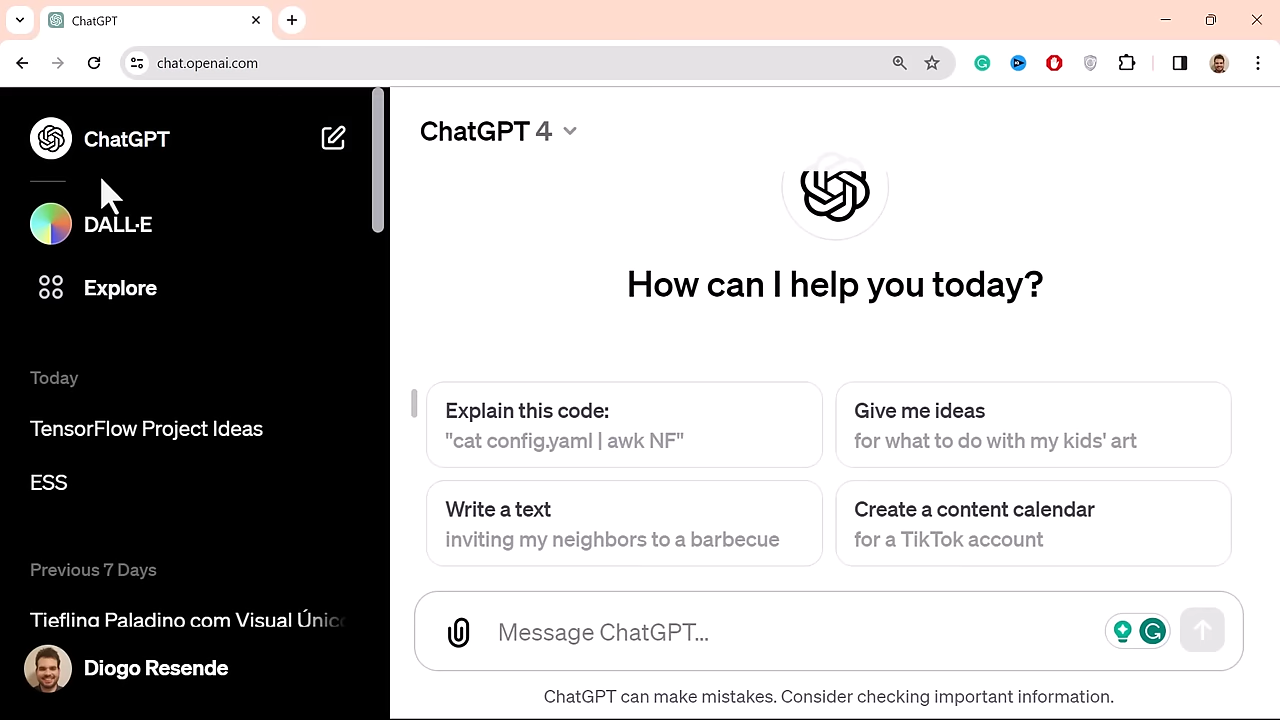 ChatGPT
chat.openai.com
ChatGPT
DALL·E
Explore
Today
TensorFlow Project Ideas
ESS
Previous 7 Days
Tiefling Paladino com Visual Único
Diogo Resende
ChatGPT 4
How can I help you today?
Explain this code:
"cat config.yaml | awk NF"
Give me ideas
for what to do with my kids' art
Write a text
inviting my neighbors to a barbecue
Create a content calendar
for a TikTok account
Message ChatGPT...
ChatGPT can make mistakes. Consider checking important information.